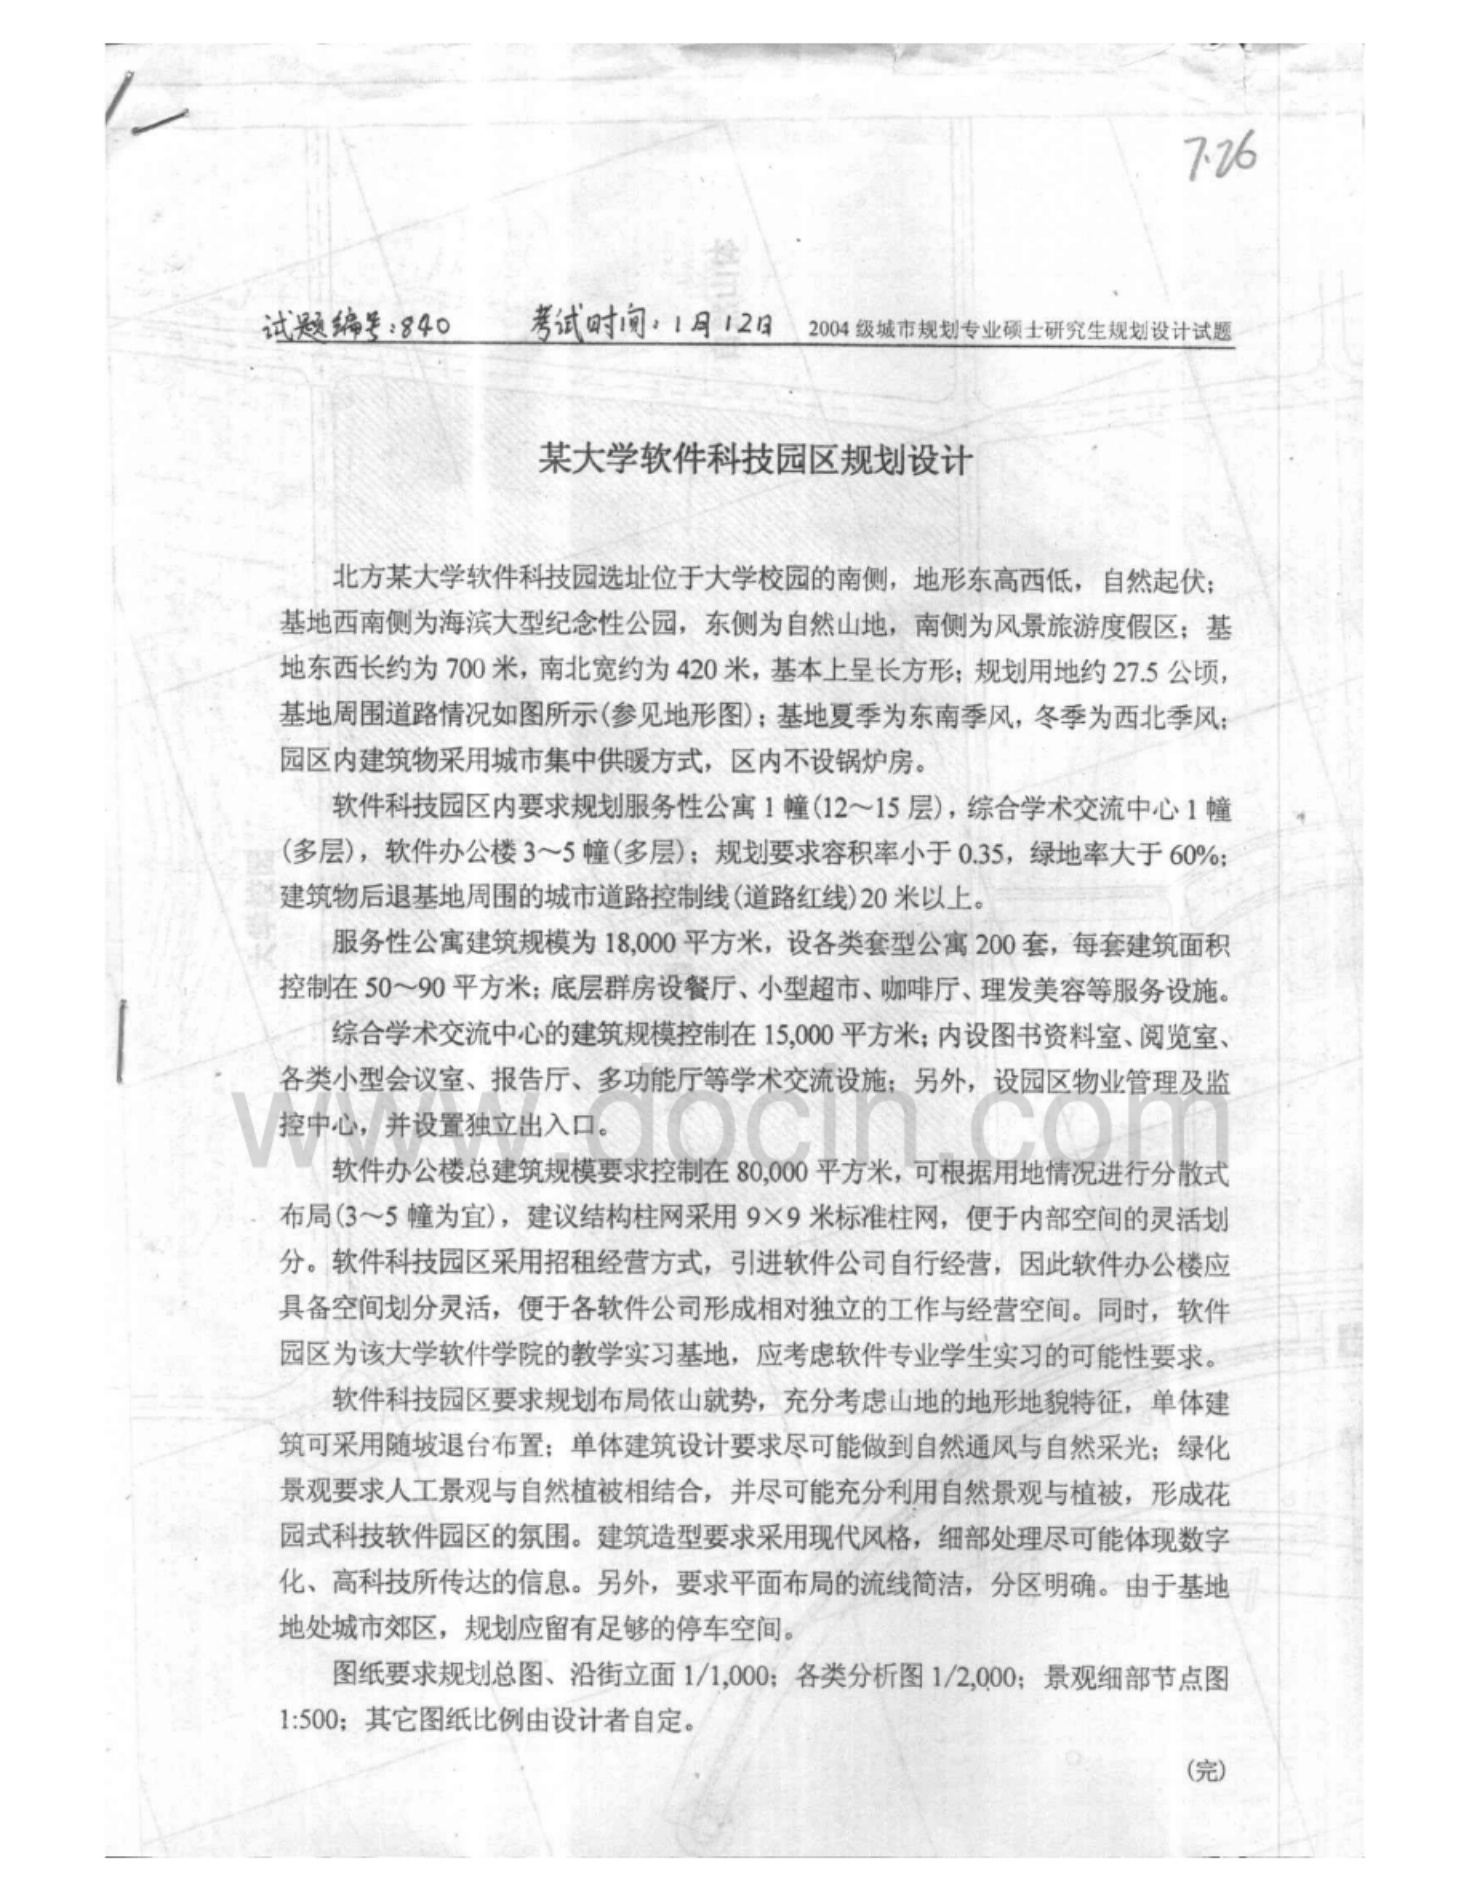 7.26
试题编号:840 考试时间:1月12日 2004 级城市规划专业硕士研究生规划设计试题
某大学软件科技园区规划设计
北方某大学软件科技园选址位于大学校园的南侧，地形东高西低，自然起伏；
基地西南侧为海滨大型纪念性公园，东侧为自然山地，南侧为风景旅游度假区；基
地东西长约为 700 米，南北宽约为 420 米，基本上呈长方形；规划用地约 27.5 公顷，
基地周围道路情况如图所示(参见地形图)；基地夏季为东南季风，冬季为西北季风；
园区内建筑物采用城市集中供暖方式，区内不设锅炉房。
软件科技园区内要求规划服务性公寓 1 幢(12～15 层)，综合学术交流中心 1 幢
(多层)，软件办公楼 3～5 幢(多层)；规划要求容积率小于 0.35，绿地率大于 60%；
建筑物后退基地周围的城市道路控制线(道路红线)20 米以上。
服务性公寓建筑规模为 18,000 平方米，设各类套型公寓 200 套，每套建筑面积
控制在 50～90 平方米；底层群房设餐厅、小型超市、咖啡厅、理发美容等服务设施。
综合学术交流中心的建筑规模控制在 15,000 平方米；内设图书资料室、阅览室、
各类小型会议室、报告厅、多功能厅等学术交流设施；另外，设园区物业管理及监
控中心，并设置独立出入口。
www.docin.com
软件办公楼总建筑规模要求控制在 80,000 平方米，可根据用地情况进行分散式
布局(3～5 幢为宜)，建议结构柱网采用 9×9 米标准柱网，便于内部空间的灵活划
分。软件科技园区采用招租经营方式，引进软件公司自行经营，因此软件办公楼应
具备空间划分灵活，便于各软件公司形成相对独立的工作与经营空间。同时，软件
园区为该大学软件学院的教学实习基地，应考虑软件专业学生实习的可能性要求。
软件科技园区要求规划布局依山就势，充分考虑山地的地形地貌特征，单体建
筑可采用随坡退台布置；单体建筑设计要求尽可能做到自然通风与自然采光；绿化
景观要求人工景观与自然植被相结合，并尽可能充分利用自然景观与植被，形成花
园式科技软件园区的氛围。建筑造型要求采用现代风格，细部处理尽可能体现数字
化、高科技所传达的信息。另外，要求平面布局的流线简洁，分区明确。由于基地
地处城市郊区，规划应留有足够的停车空间。
图纸要求规划总图、沿街立面 1/1,000；各类分析图 1/2,000；景观细部节点图
1:500；其它图纸比例由设计者自定。
(完)